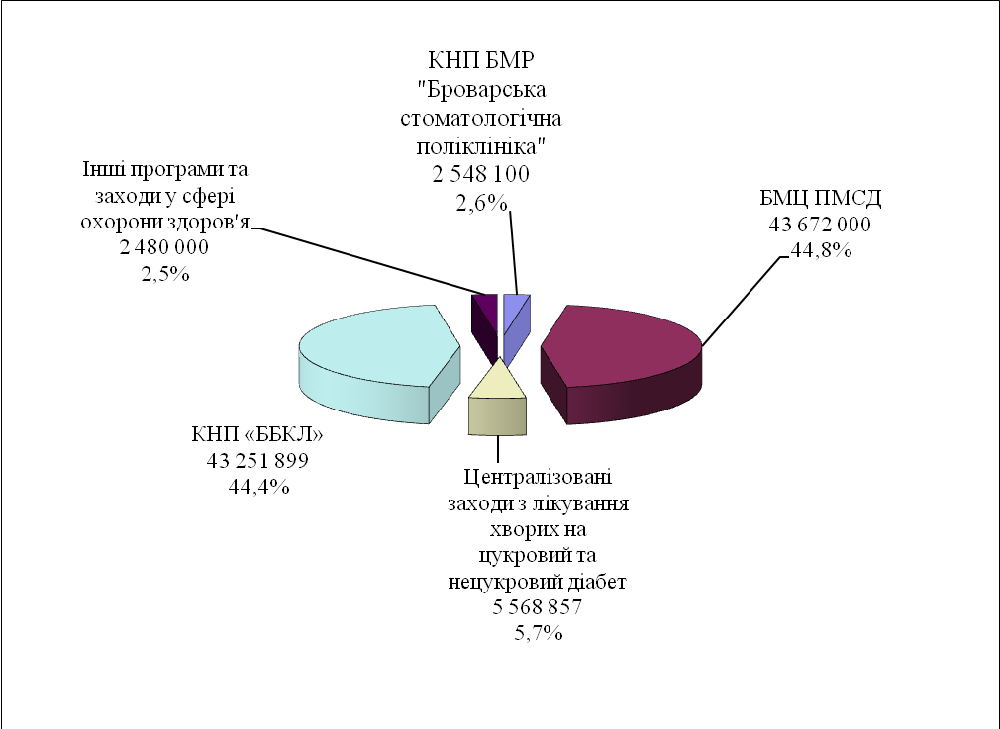 КНП БМР
"Броварська
стоматологічна
поліклініка"
2 548 100
2,6%
Інші програми та
заходи у сфері
охорони здоров'я
2 480 000
2,5%
БМЦ ПМСД
43 672 000
44,8%
КНП «ББКЛ»
43 251 899
44,4%
Централізовані
заходи з лікування
хворих на
цукровий та
нецукровий діабет
5 568 857
5,7%